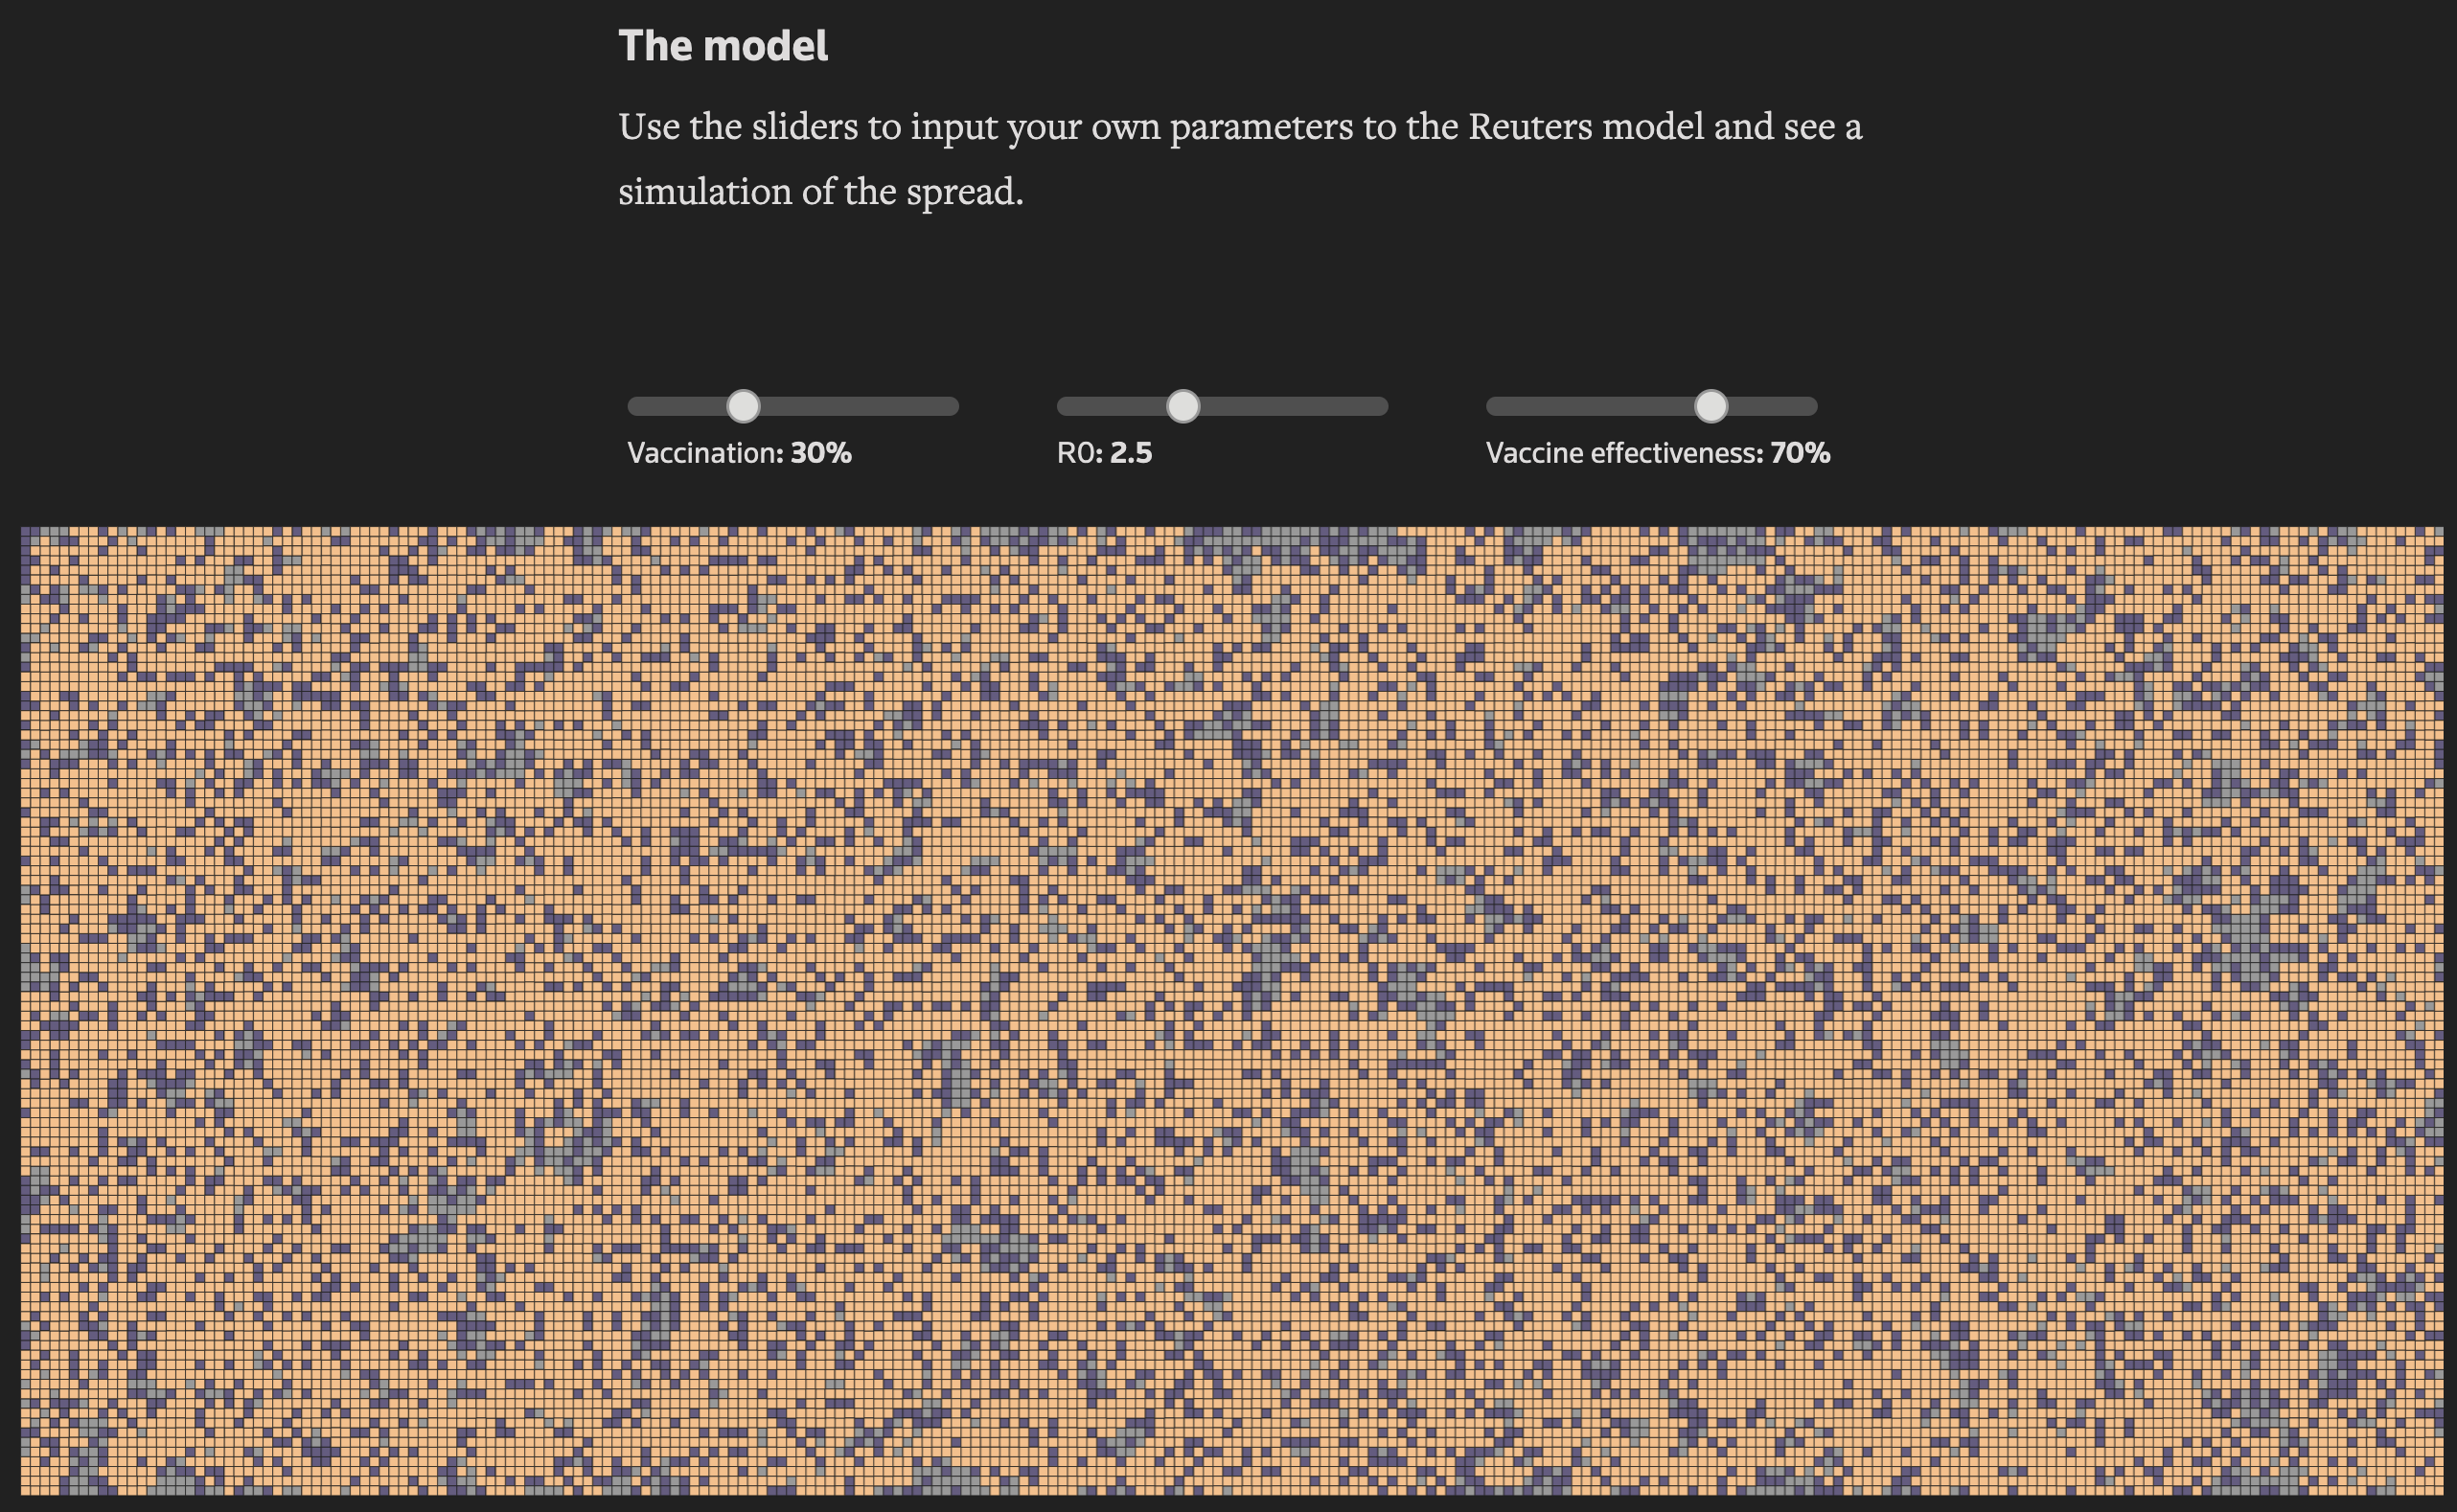 The model
Use the sliders to input your own parameters to the Reuters model and see a
simulation of the spread.
Vaccination: 30%
R0: 2.5
Vaccine effectiveness: 70%